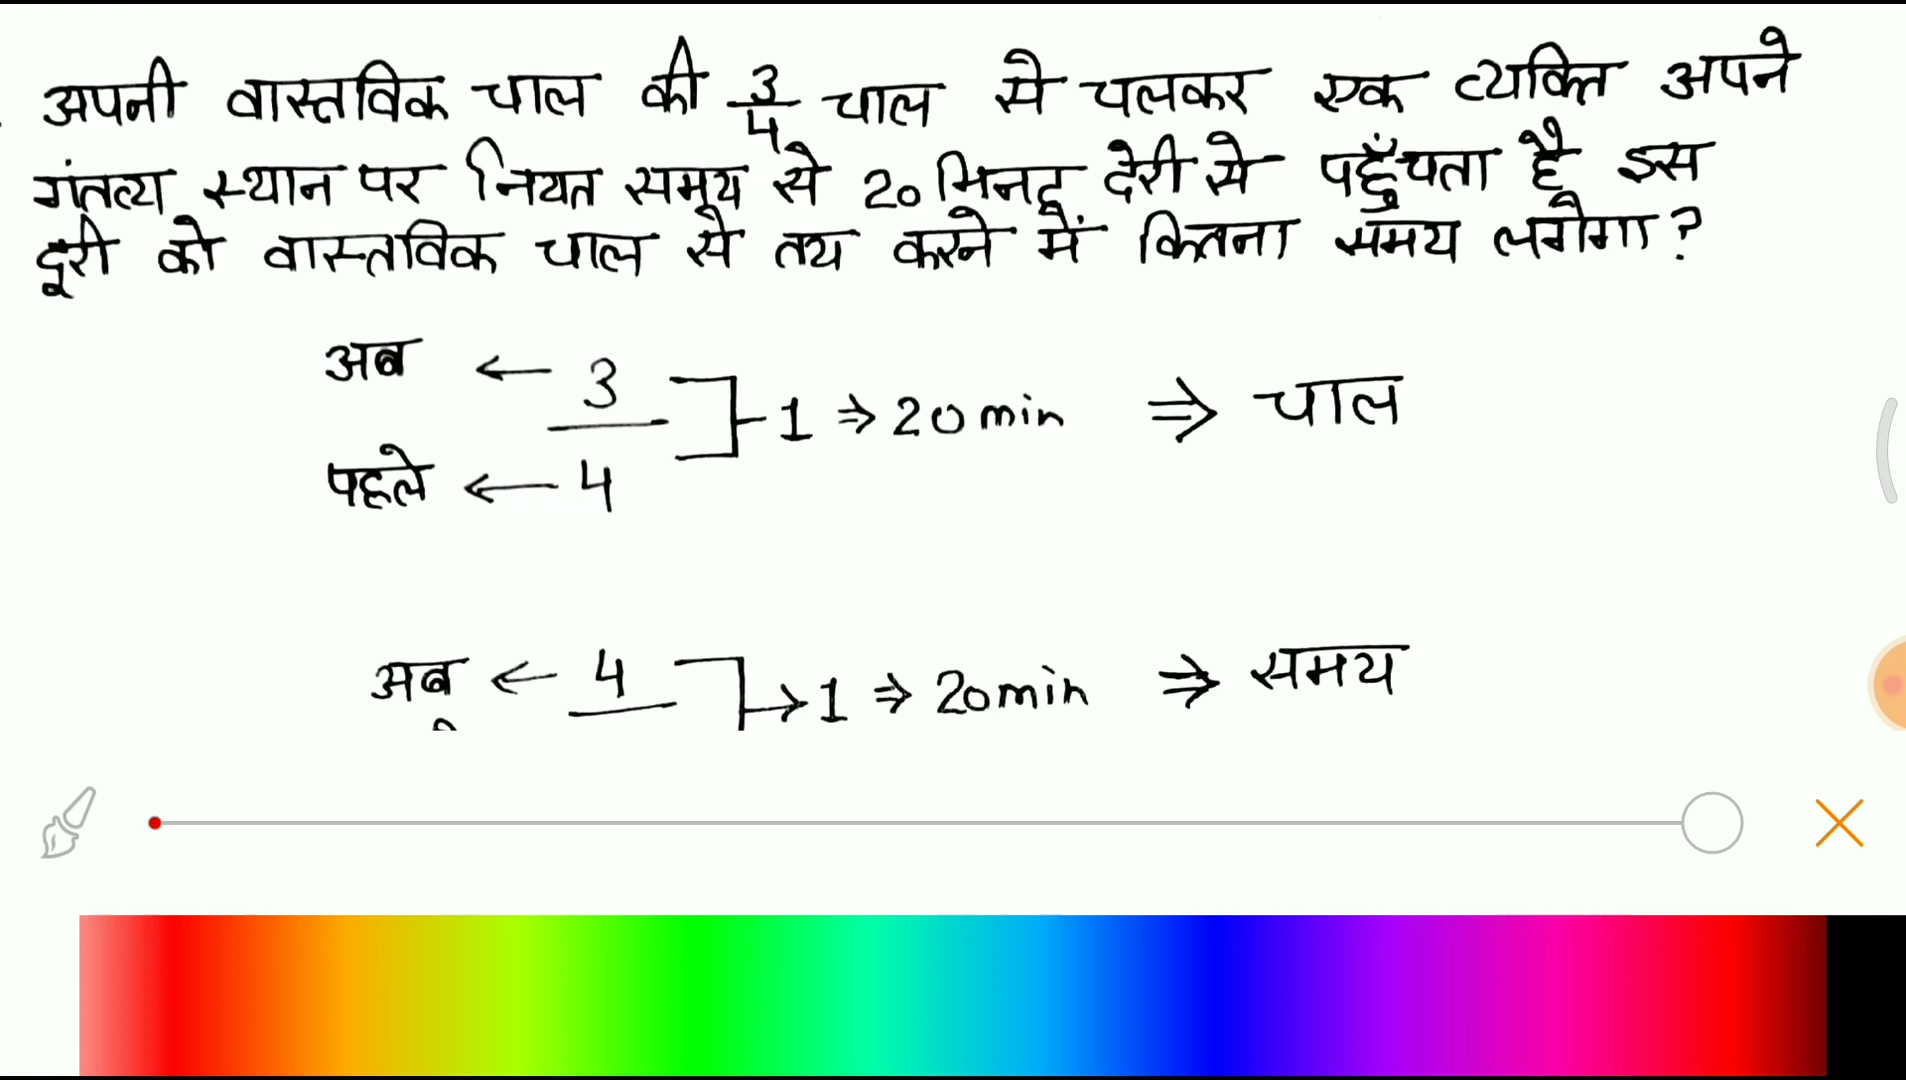 अपनी वास्तविक चाल की 3/4 चाल से चलकर एक व्यक्ति अपने
गंतव्य स्थान पर नियत समय से 20 मिनट देरी से पहुँचता है इस
दूरी को वास्तविक चाल से तय करने में कितना समय लगेगा?
अब ← 3 ] 1 ⇒ 20 min ⇒ चाल
पहले ← 4
अब ← 4 ] → 1 ⇒ 20 min ⇒ समय